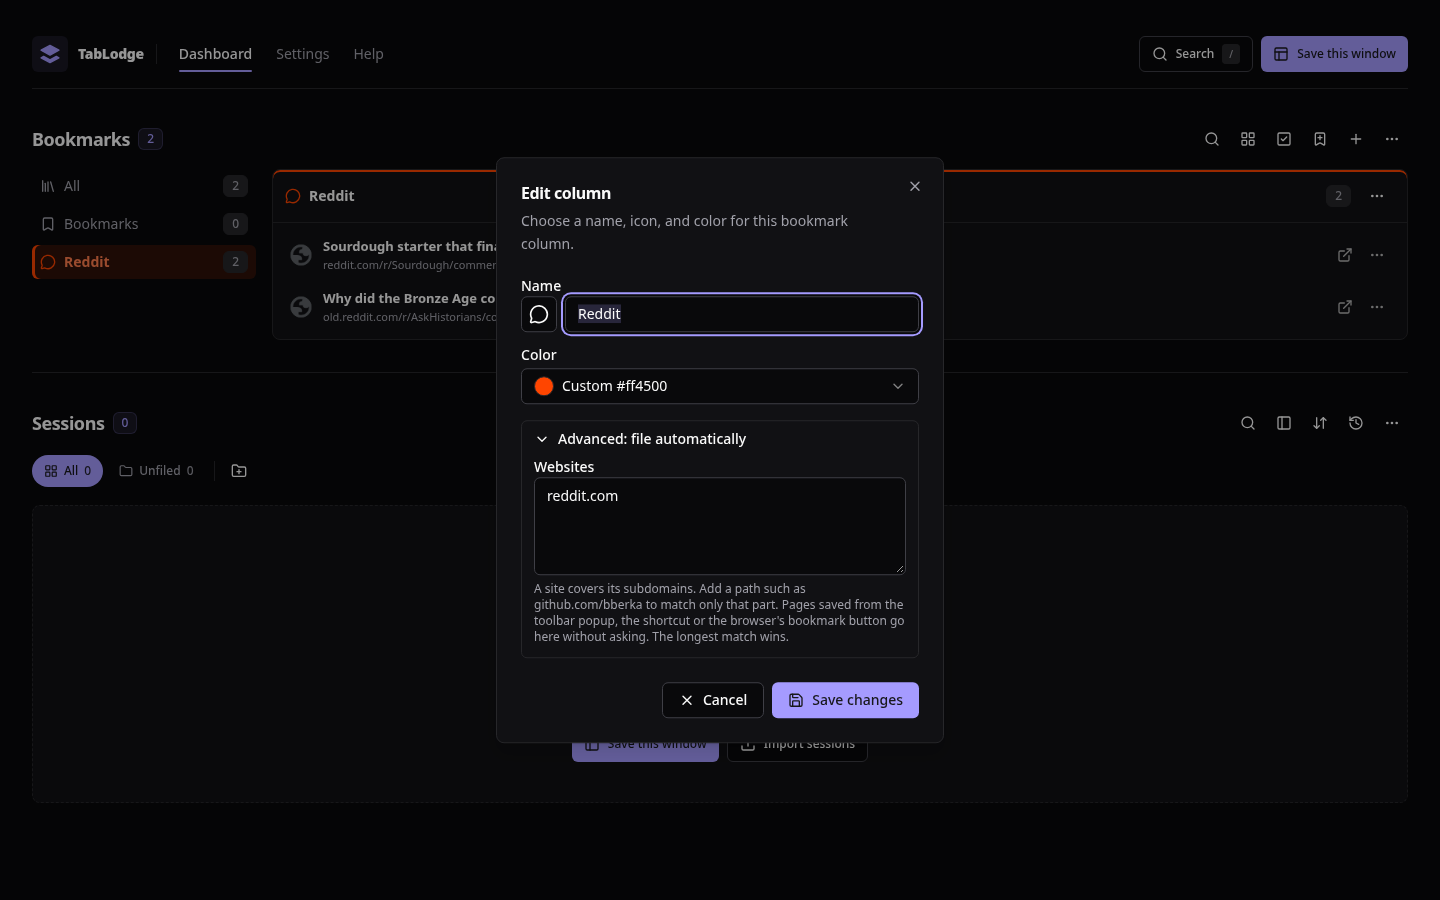 TabLodge
Dashboard
Settings
Help
Search /
Save this window
Bookmarks 2
All 2
Bookmarks 0
Reddit 2
Reddit
2
Sourdough starter that
reddit.com/r/Sourdough/
Why did the Bronze Age
old.reddit.com/r/AskHistorians/
Edit column
Choose a name, icon, and color for this bookmark
column.
Name
Reddit
Color
Custom #ff4500
Advanced: file automatically
Websites
reddit.com
A site covers its subdomains. Add a path such as
github.com/bberka to match only that part. Pages saved from the
toolbar popup, the shortcut or the browser's bookmark button go
here without asking. The longest match wins.
Cancel
Save changes
Sessions 0
All 0
Unfiled 0
Save this window
Import sessions